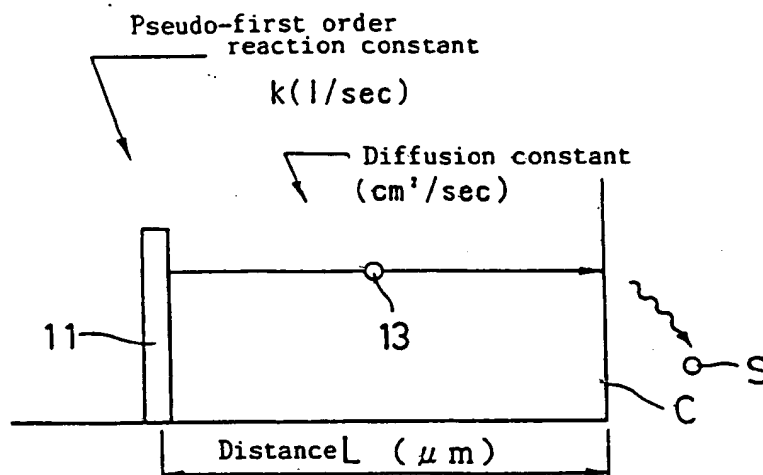 Pseudo-first order
reaction constant
k(1/sec)
Diffusion constant
(cm²/sec)
11
13
S
C
Distance L (μm)